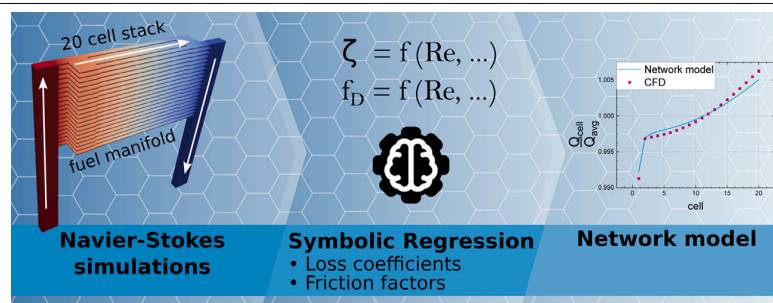 20 cell stack
fuel manifold
ζ = f (Re, ...)
f_D = f (Re, ...)
Network model
CFD
1.005
1.000
0.995
0.990
Q_cell
Q_avg
0
5
10
15
20
cell
Navier-Stokes
simulations
Symbolic Regression
• Loss coefficients
• Friction factors
Network model